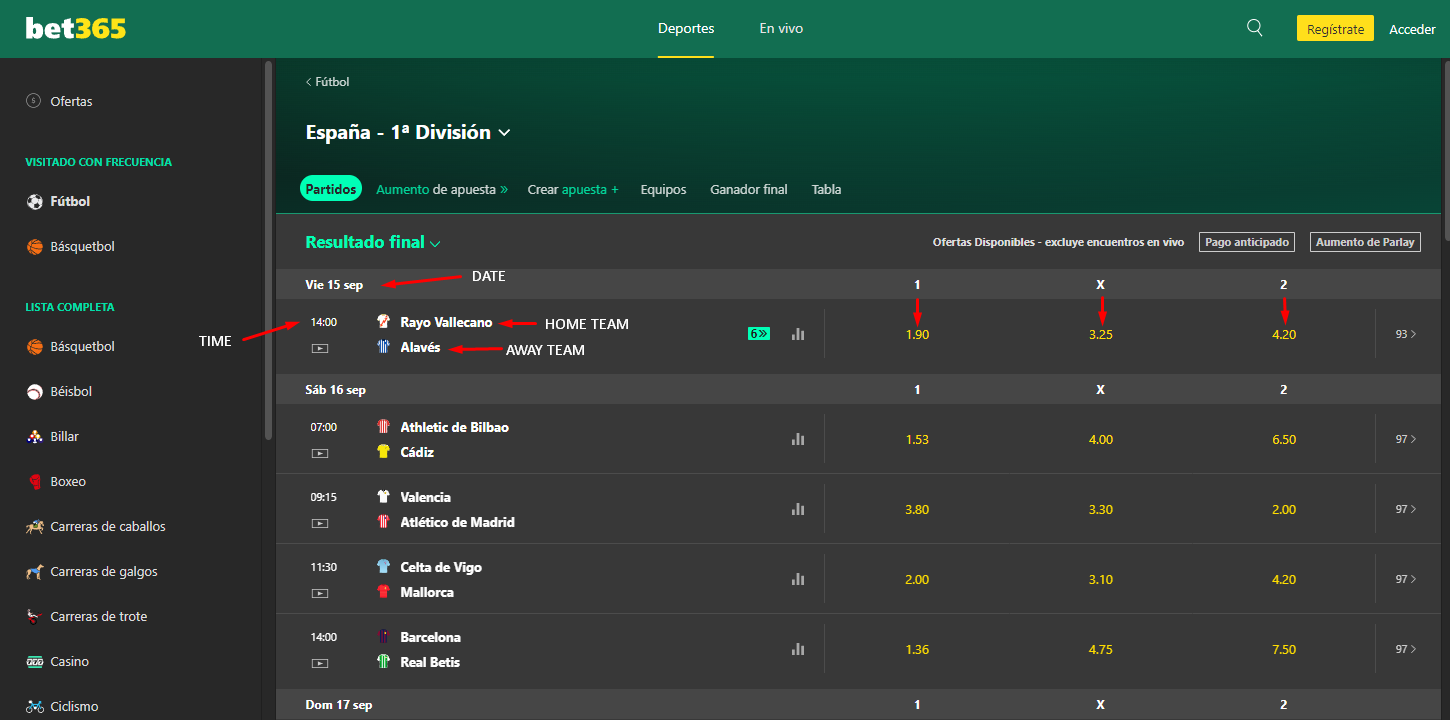 bet365
Deportes
En vivo
Regístrate
Acceder
Ofertas
VISITADO CON FRECUENCIA
Fútbol
Básquetbol
LISTA COMPLETA
Básquetbol
Béisbol
Billar
Boxeo
Carreras de caballos
Carreras de galgos
Carreras de trote
Casino
Ciclismo
Fútbol
España - 1ª División
Partidos Aumento de apuesta » Crear apuesta + Equipos Ganador final Tabla
Resultado final
Ofertas Disponibles - excluye encuentros en vivo Pago anticipado Aumento de Parlay
Vie 15 sep DATE 1 X 2
TIME 14:00 Rayo Vallecano HOME TEAM
Alavés AWAY TEAM
6» 1.90 3.25 4.20 93 >
Sáb 16 sep 1 X 2
07:00 Athletic de Bilbao
Cádiz
1.53 4.00 6.50 97 >
09:15 Valencia
Atlético de Madrid
3.80 3.30 2.00 97 >
11:30 Celta de Vigo
Mallorca
2.00 3.10 4.20 97 >
14:00 Barcelona
Real Betis
1.36 4.75 7.50 97 >
Dom 17 sep 1 X 2